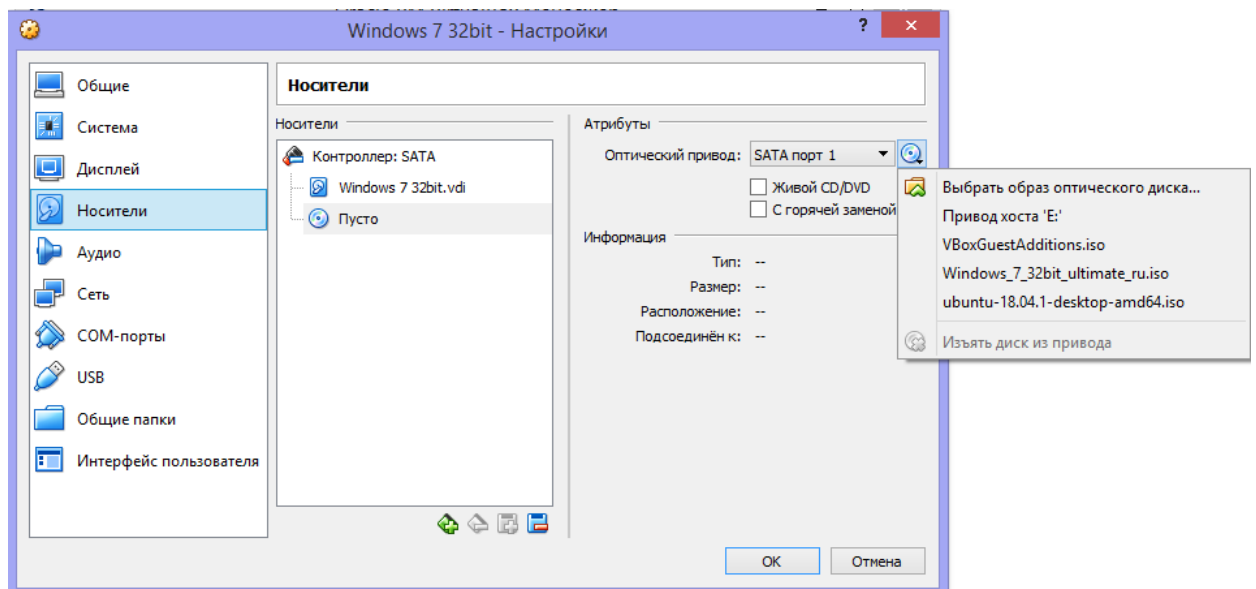 Windows 7 32bit - Настройки
?
Общие
Система
Дисплей
Носители
Аудио
Сеть
COM-порты
USB
Общие папки
Интерфейс пользователя
Носители
Носители
Контроллер: SATA
Windows 7 32bit.vdi
Пусто
Атрибуты
Оптический привод: SATA порт 1
Живой CD/DVD
С горячей заменой
Информация
Тип: --
Размер: --
Расположение: --
Подсоединён к: --
Выбрать образ оптического диска...
Привод хоста 'E:'
VBoxGuestAdditions.iso
Windows_7_32bit_ultimate_ru.iso
ubuntu-18.04.1-desktop-amd64.iso
Изъять диск из привода
OK
Отмена